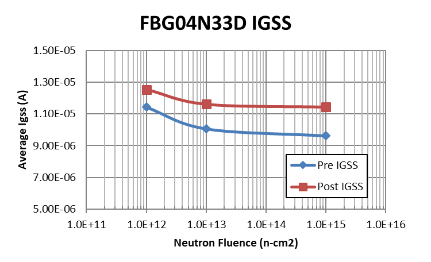 FBG04N33D IGSS
1.50E-05
1.30E-05
1.10E-05
9.00E-06
7.00E-06
5.00E-06
Average Igss (A)
Pre IGSS
Post IGSS
1.0E+11 1.0E+12 1.0E+13 1.0E+14 1.0E+15 1.0E+16
Neutron Fluence (n-cm2)